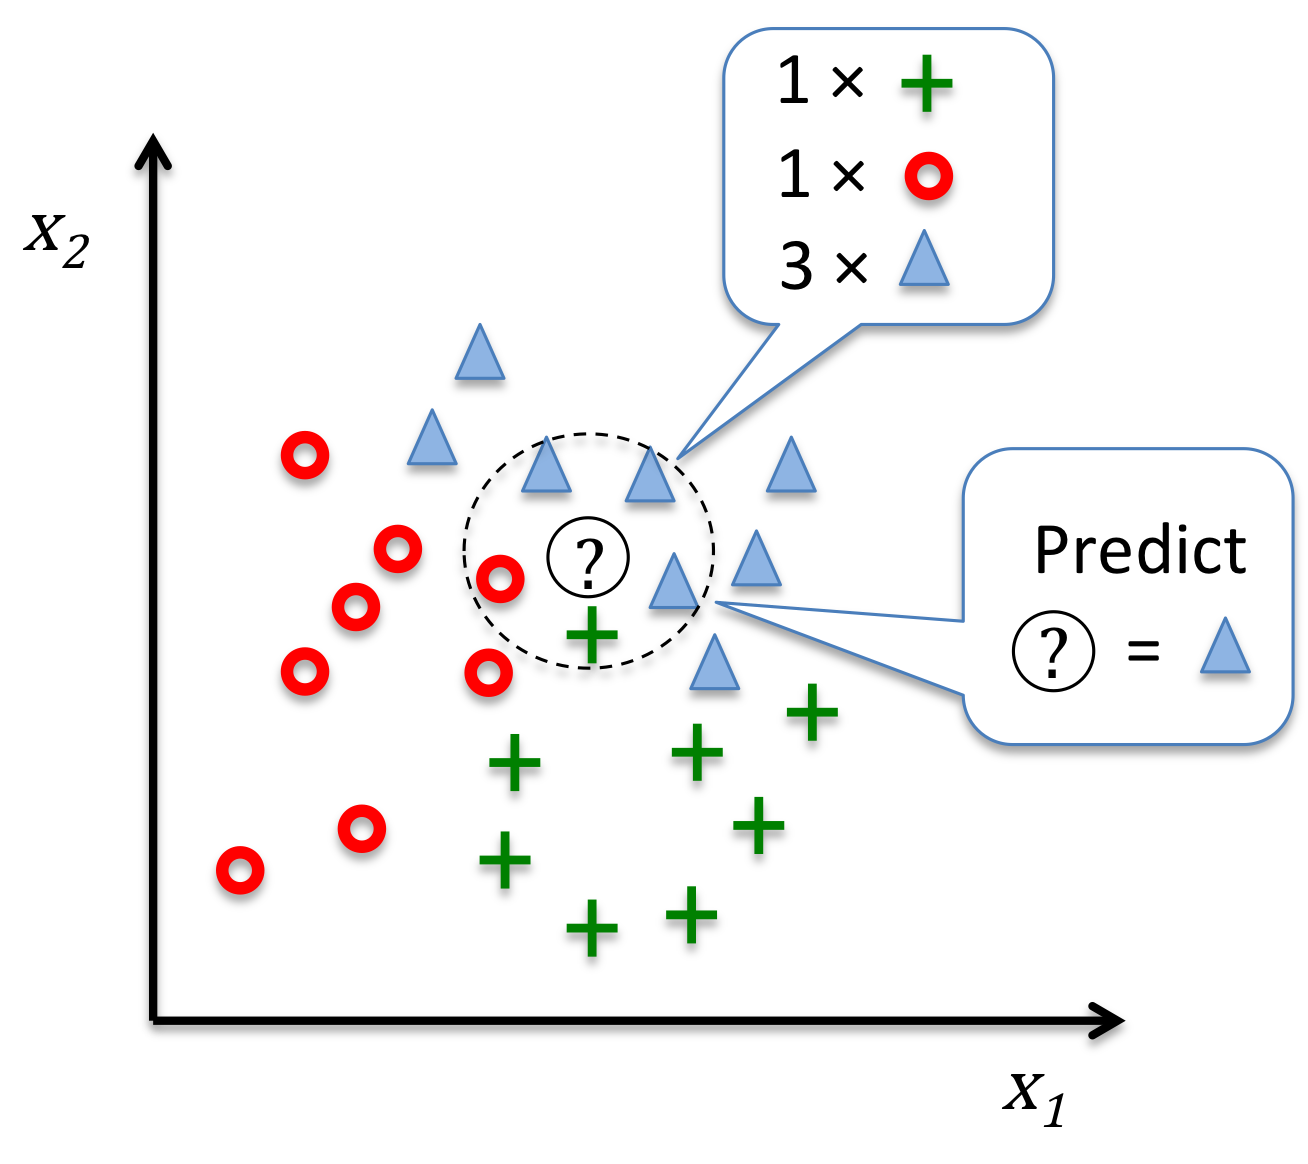 1 ×
1 ×
3 ×
x2
?
Predict
? =
x1